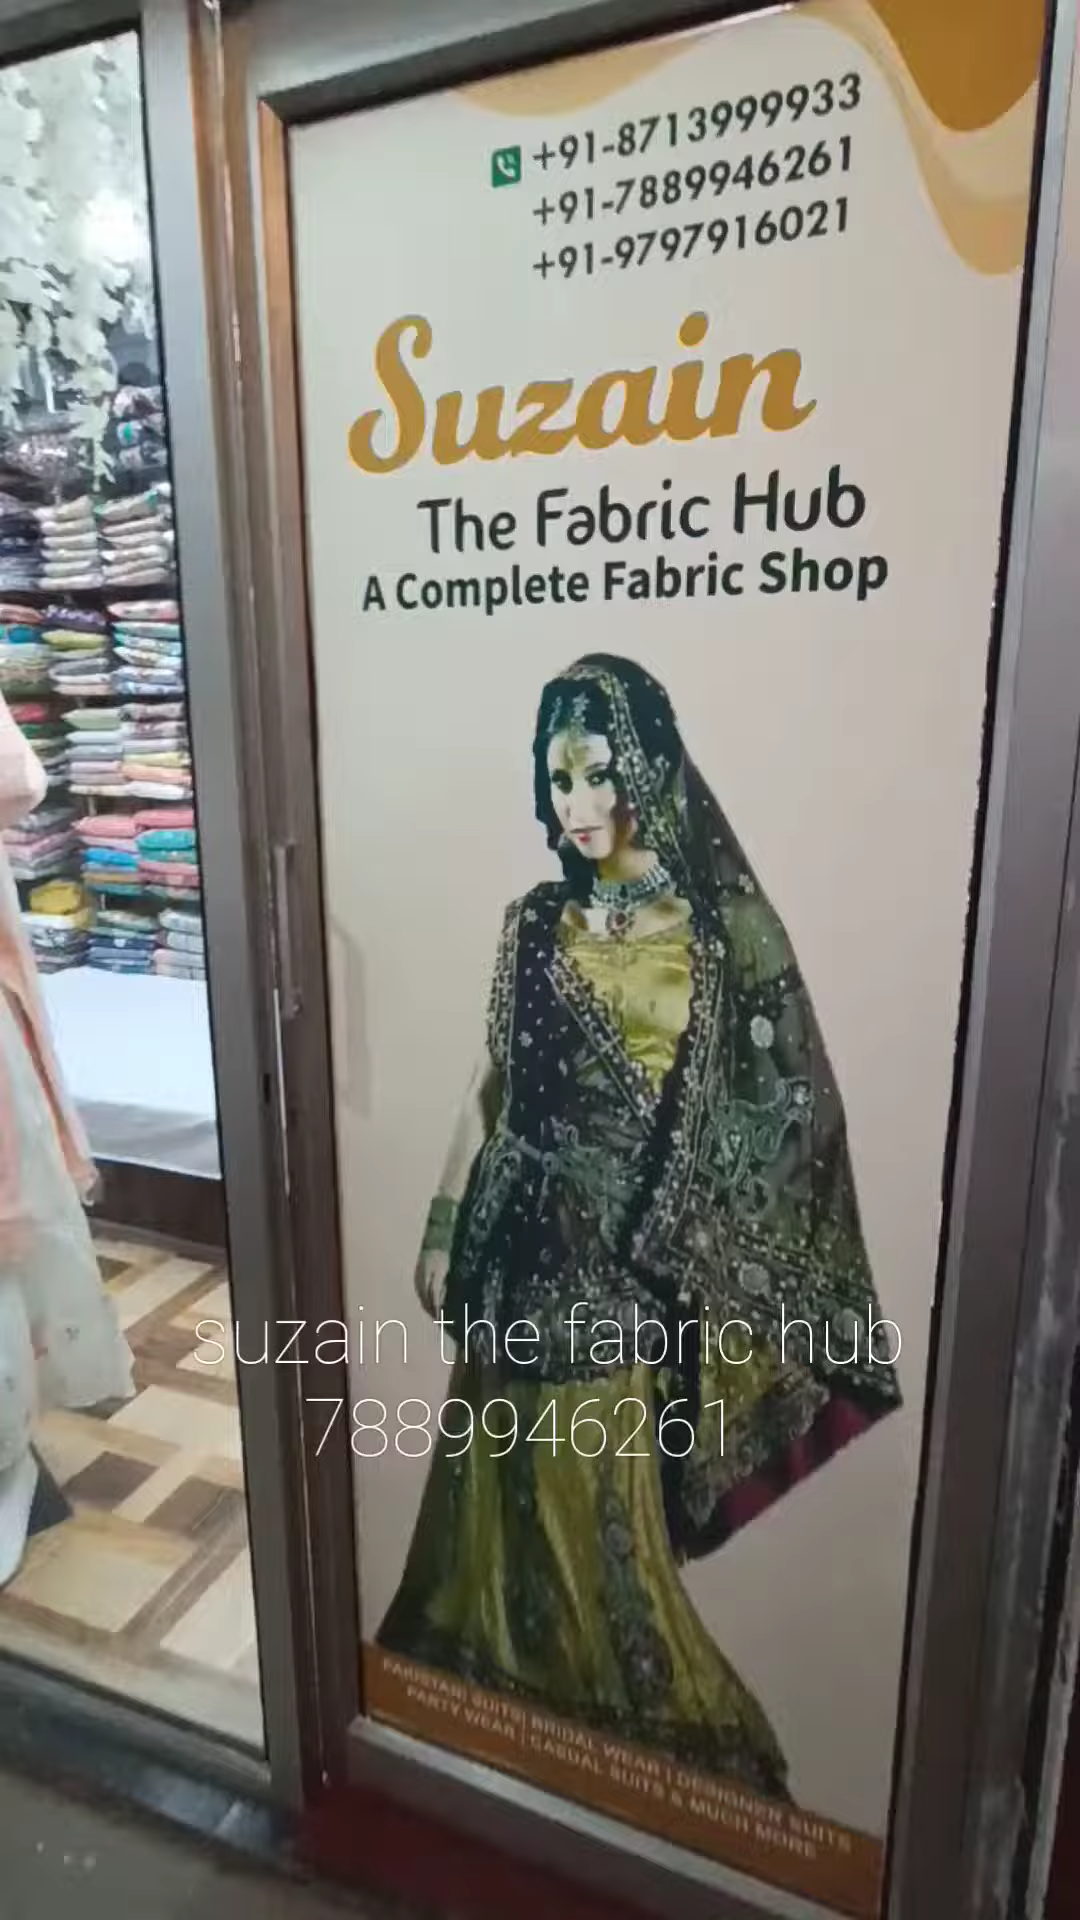 +91-8713999933
+91-7889946261
+91-9797916021
Suzain
The Fabric Hub
A Complete Fabric Shop
suzain the fabric hub
7889946261
PAKISTANI SUITS| BRIDAL WEAR | DESIGNER SUITS
PARTY WEAR | CASUAL SUITS & MUCH MORE